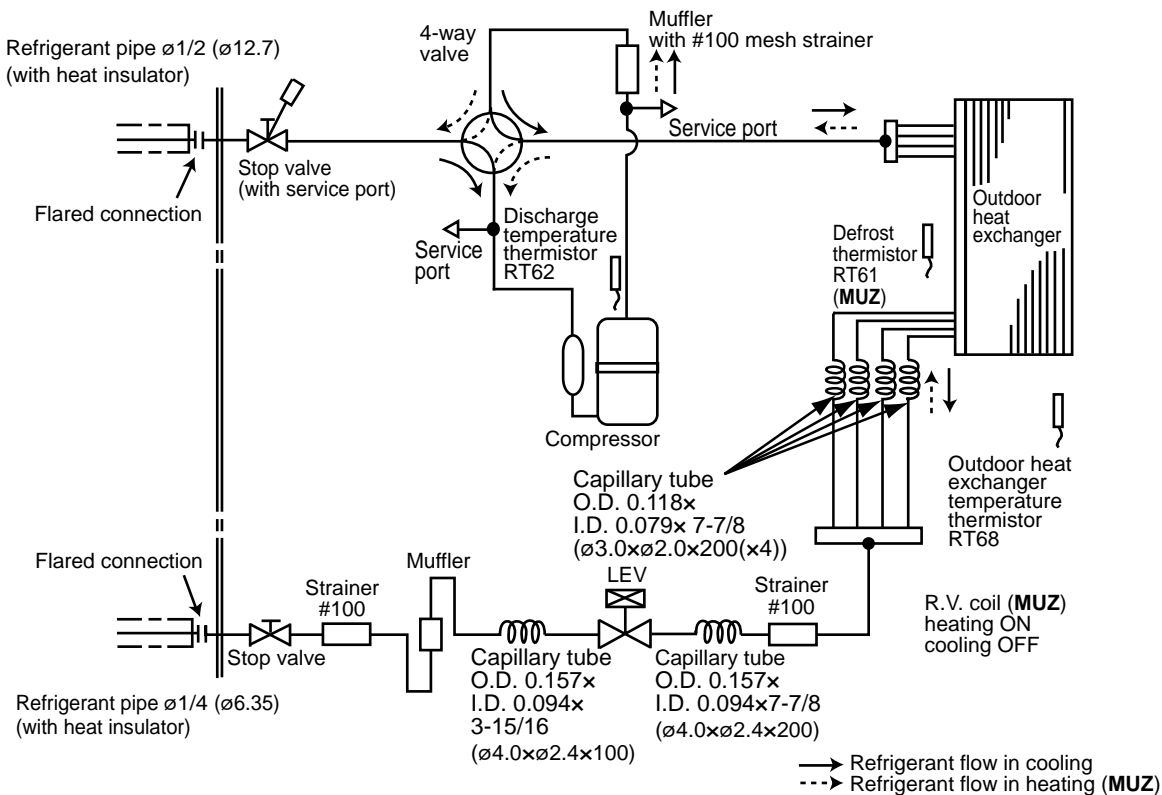 Refrigerant pipe ø1/2 (ø12.7)
(with heat insulator)
4-way
valve
Muffler
with #100 mesh strainer
Service port
Stop valve
(with service port)
Flared connection
Service
port
Discharge
temperature
thermistor
RT62
Outdoor
heat
exchanger
Defrost
thermistor
RT61
(MUZ)
Compressor
Capillary tube
O.D. 0.118×
I.D. 0.079× 7-7/8
(ø3.0×ø2.0×200(×4))
Outdoor heat
exchanger
temperature
thermistor
RT68
Flared connection
Strainer
#100
Muffler
LEV
Strainer
#100
R.V. coil (MUZ)
heating ON
cooling OFF
Stop valve
Capillary tube
O.D. 0.157×
I.D. 0.094×
3-15/16
(ø4.0×ø2.4×100)
Capillary tube
O.D. 0.157×
I.D. 0.094×7-7/8
(ø4.0×ø2.4×200)
Refrigerant pipe ø1/4 (ø6.35)
(with heat insulator)
Refrigerant flow in cooling
Refrigerant flow in heating (MUZ)